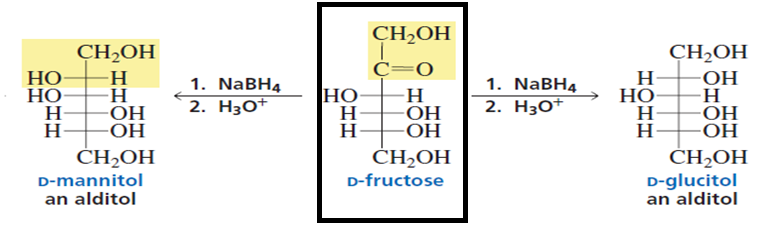 CH2OH
HO H
HO H
H OH
H OH
CH2OH
D-mannitol
an alditol
1. NaBH4
2. H3O+
CH2OH
C=O
HO H
H OH
H OH
CH2OH
D-fructose
1. NaBH4
2. H3O+
CH2OH
H OH
HO H
H OH
H OH
CH2OH
D-glucitol
an alditol